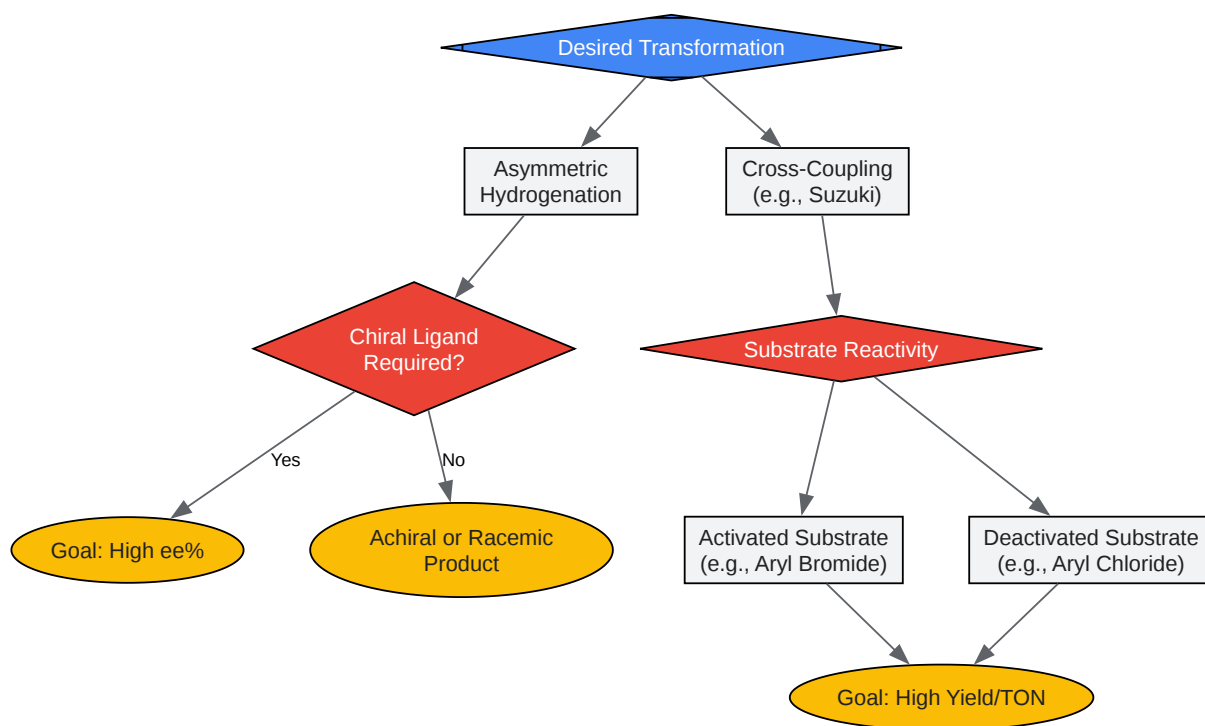 Desired Transformation
Asymmetric
Hydrogenation
Cross-Coupling
(e.g., Suzuki)
Chiral Ligand
Required?
Substrate Reactivity
Yes
No
Goal: High ee%
Achiral or Racemic
Product
Activated Substrate
(e.g., Aryl Bromide)
Deactivated Substrate
(e.g., Aryl Chloride)
Goal: High Yield/TON